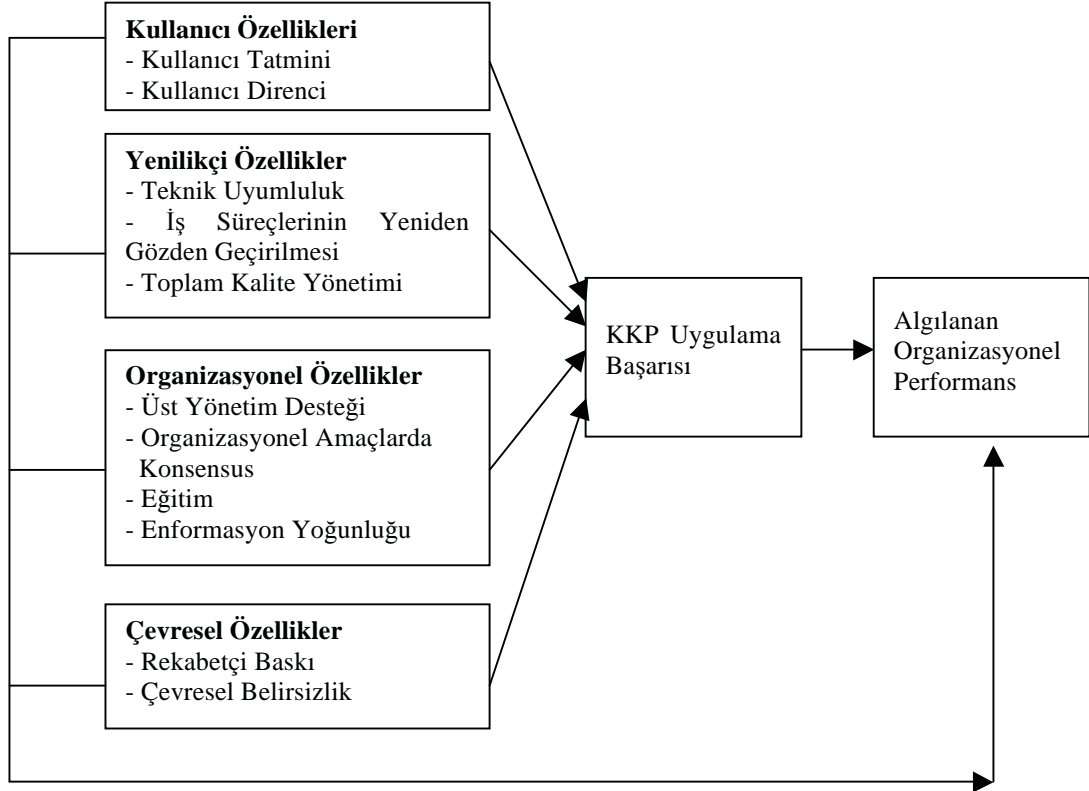 Kullanıcı Özellikleri
- Kullanıcı Tatmini
- Kullanıcı Direnci
Yenilikçi Özellikler
- Teknik Uyumluluk
- İş Süreçlerinin Yeniden
Gözden Geçirilmesi
- Toplam Kalite Yönetimi
Organizasyonel Özellikler
- Üst Yönetim Desteği
- Organizasyonel Amaçlarda
Konsensus
- Eğitim
- Enformasyon Yoğunluğu
Çevresel Özellikler
- Rekabetçi Baskı
- Çevresel Belirsizlik
KKP Uygulama
Başarısı
Algılanan
Organizasyonel
Performans